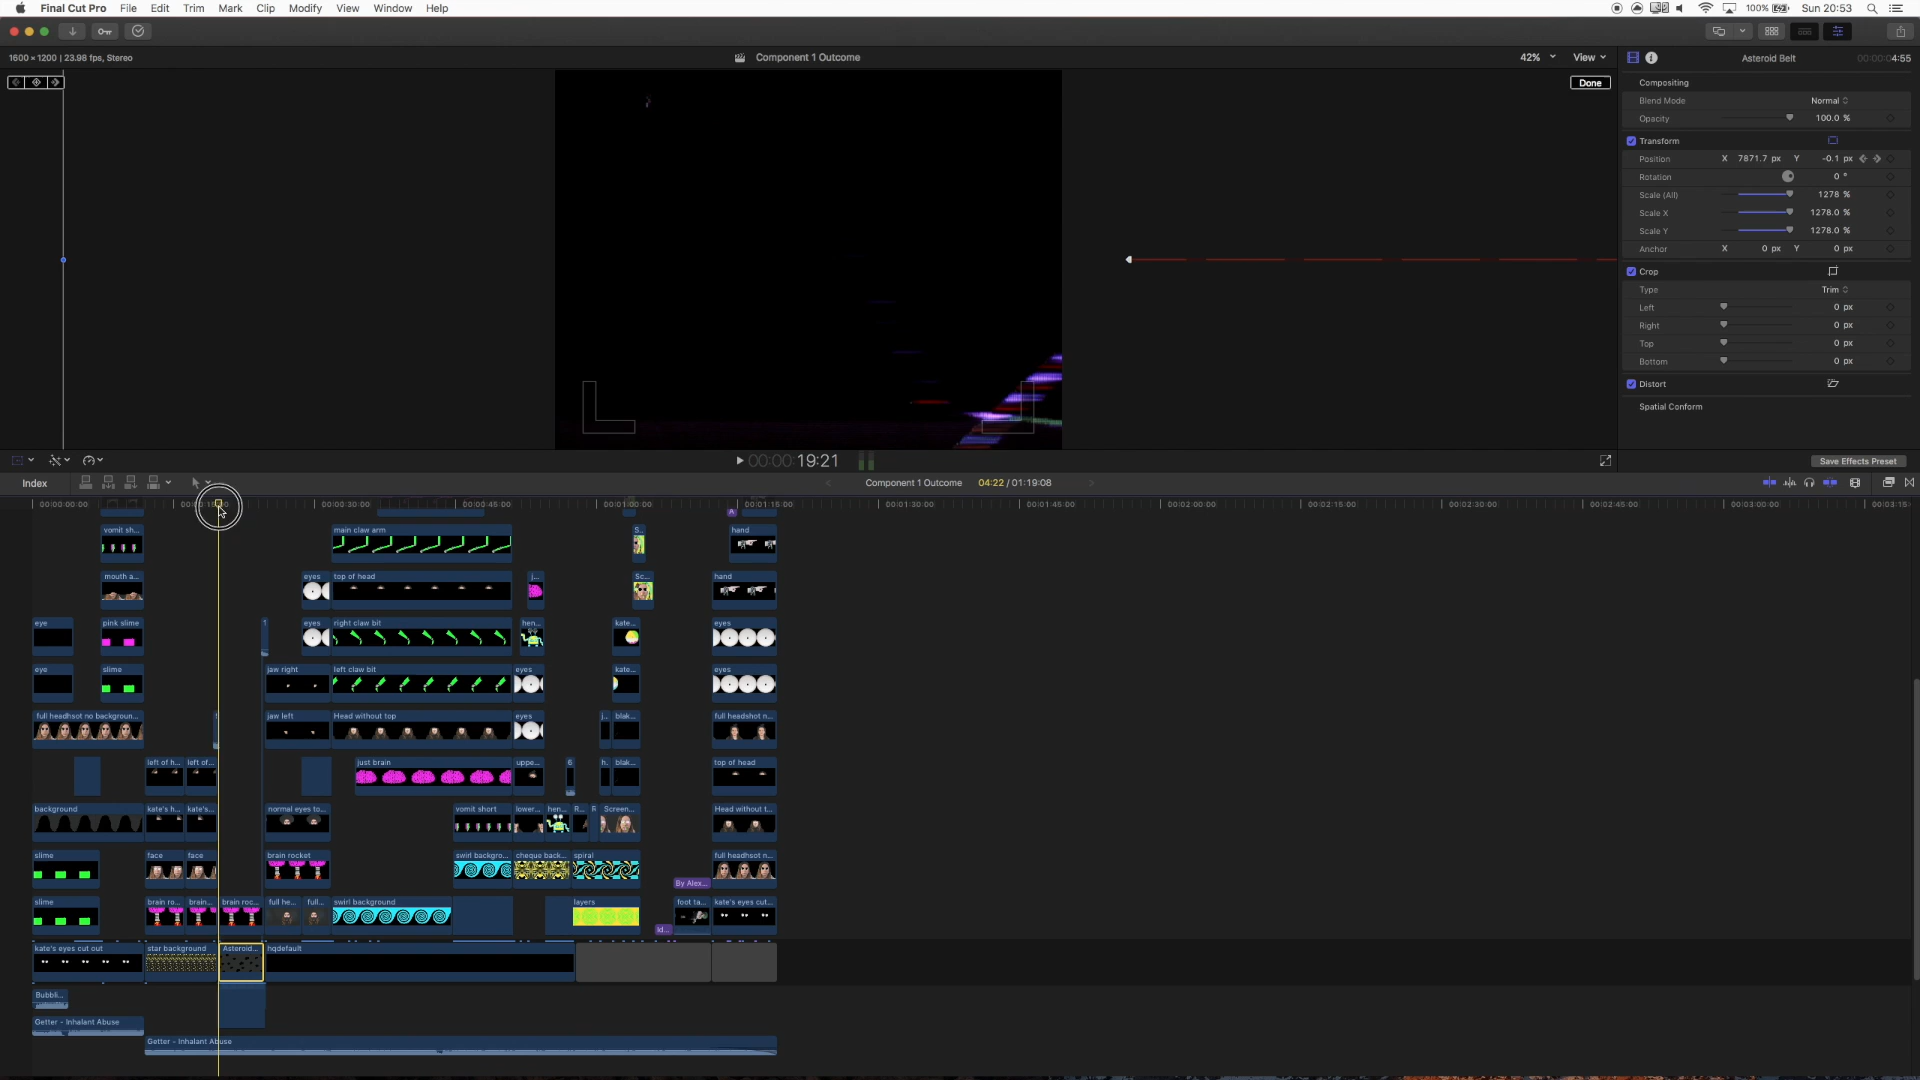 Final Cut Pro File Edit Trim Mark Clip Modify View Window Help 100% Sun 20:53
1600 × 1200 | 23.98 fps, Stereo Component 1 Outcome 42% View Asteroid Belt 4:55
Done
Compositing
Blend Mode Normal
Opacity 100.0 %
Transform
Position X 7871.7 px Y -0.1 px
Rotation 0 °
Scale (All) 1278 %
Scale X 1278.0 %
Scale Y 1278.0 %
Anchor X 0 px Y 0 px
Crop
Type Trim
Left 0 px
Right 0 px
Top 0 px
Bottom 0 px
Distort
Spatial Conform
00:00:19:21 Save Effects Preset
Index Component 1 Outcome 04:22 / 01:19:08
00:00:00:00 00:00:30:00 00:00:45:00 00:01:00:00 00:01:15:00 00:01:30:00 00:01:45:00 00:02:00:00 00:02:15:00 00:02:30:00 00:02:45:00 00:03:00:00 00:03:15:
vomit sh... main claw arm S.. hand
mouth a... eyes top of head j... Sc... hand
eye pink slime 1 eyes right claw bit hen... kate... eyes
eye slime jaw right left claw bit eyes kate... eyes
full headhsot no backgroun... jaw left Head without top eyes j.. blak... full headshot n...
left of h... left of... just brain uppe... 6 h. blak... top of head
background kate's h... kate's... normal eyes to... vomit short lower... hen... R... R Screen... Head without t...
slime face face brain rocket swirl backgro... cheque back... spiral full headhsot n...
By Alex...
slime brain ro... brain... brain roc... full he... full... swirl background layers foot ta... kate's eyes cut...
Id...
kate's eyes cut out star background Asteroid... hqdefault
Bubbli...
Getter - Inhalant Abuse
Getter - Inhalant Abuse